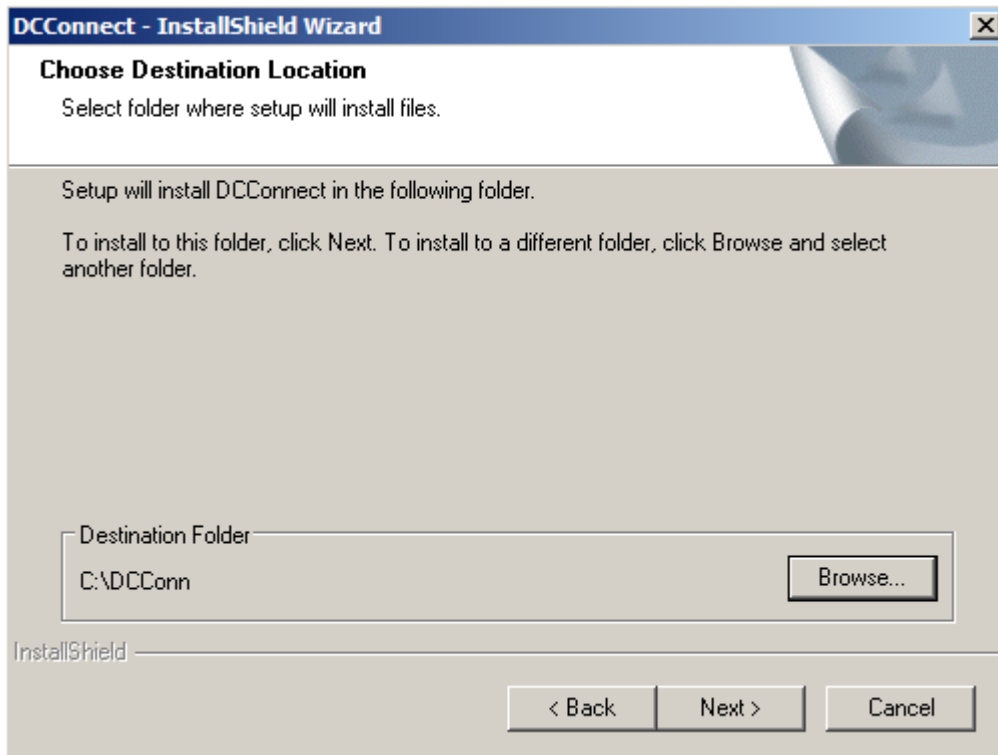 DCConnect - InstallShield Wizard
Choose Destination Location
Select folder where setup will install files.
Setup will install DCConnect in the following folder.
To install to this folder, click Next. To install to a different folder, click Browse and select
another folder.
Destination Folder
C:\DCConn
Browse...
InstallShield
< Back
Next >
Cancel